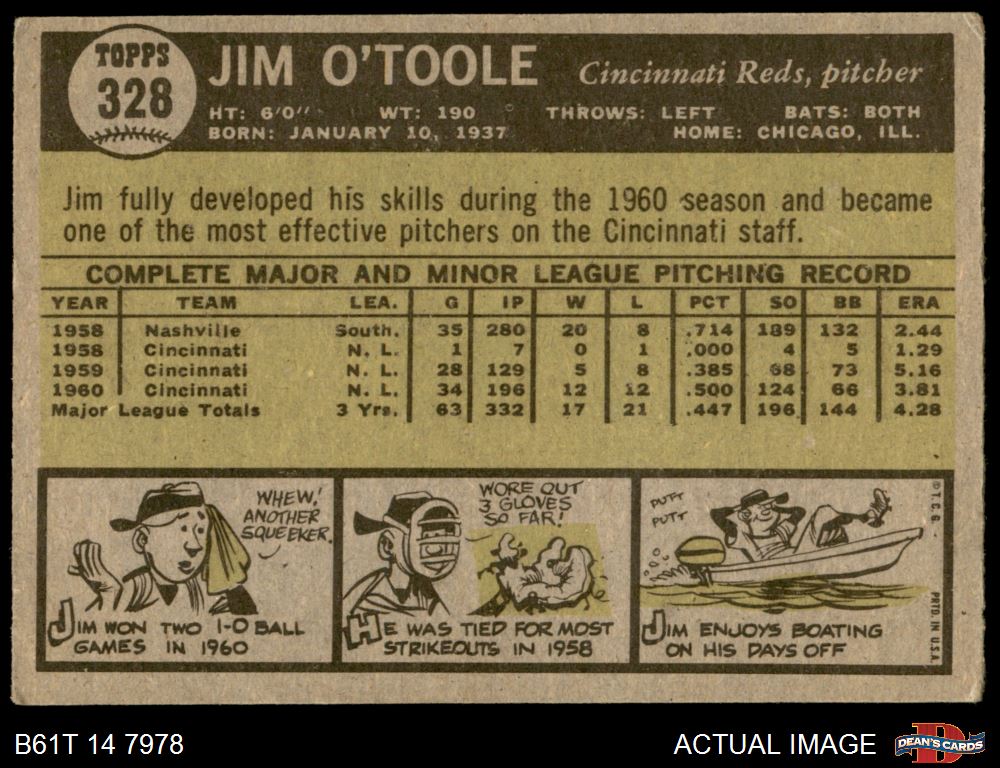 TOPPS
328
JIM O'TOOLE Cincinnati Reds, pitcher
HT: 6'0" WT: 190 THROWS: LEFT BATS: BOTH
BORN: JANUARY 10, 1937 HOME: CHICAGO, ILL.
Jim fully developed his skills during the 1960 season and became
one of the most effective pitchers on the Cincinnati staff.
COMPLETE MAJOR AND MINOR LEAGUE PITCHING RECORD
YEAR TEAM LEA. G IP W L PCT SO BB ERA
1958 Nashville South. 35 280 20 8 .714 189 132 2.44
1958 Cincinnati N. L. 1 7 0 1 .000 4 5 1.29
1959 Cincinnati N. L. 28 129 5 8 .385 68 73 5.16
1960 Cincinnati N. L. 34 196 12 12 .500 124 66 3.81
Major League Totals 3 Yrs. 63 332 17 21 .447 196 144 4.28
WHEW!
ANOTHER
SQUEEKER.
JIM WON TWO 1-0 BALL
GAMES IN 1960
WORE OUT
3 GLOVES
SO FAR!
HE WAS TIED FOR MOST
STRIKEOUTS IN 1958
PUTT
PUTT
JIM ENJOYS BOATING
ON HIS DAYS OFF
© T. C. G.
PRTD. IN U.S.A.
B61T 14 7978
ACTUAL IMAGE
DEAN'S CARDS